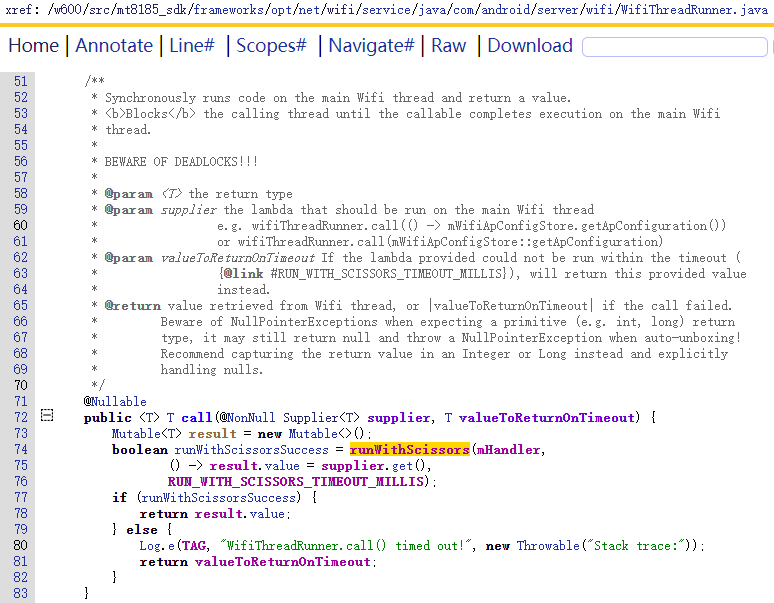 xref: /w600/src/mt8185_sdk/frameworks/opt/net/wifi/service/java/com/android/server/wifi/WifiThreadRunner.java
Home | Annotate | Line# | Scopes# | Navigate# | Raw | Download
51 /**
52 * Synchronously runs code on the main Wifi thread and return a value.
53 * <b>Blocks</b> the calling thread until the callable completes execution on the main Wifi
54 * thread.
55 *
56 * BEWARE OF DEADLOCKS!!!
57 *
58 * @param <T> the return type
59 * @param supplier the lambda that should be run on the main Wifi thread
60 * e.g. wifiThreadRunner.call(() -> mWifiApConfigStore.getApConfiguration())
61 * or wifiThreadRunner.call(mWifiApConfigStore::getApConfiguration)
62 * @param valueToReturnOnTimeout If the lambda provided could not be run within the timeout (
63 * {@link #RUN_WITH_SCISSORS_TIMEOUT_MILLIS}), will return this provided value
64 * instead.
65 * @return value retrieved from Wifi thread, or |valueToReturnOnTimeout| if the call failed.
66 * Beware of NullPointerExceptions when expecting a primitive (e.g. int, long) return
67 * type, it may still return null and throw a NullPointerException when auto-unboxing!
68 * Recommend capturing the return value in an Integer or Long instead and explicitly
69 * handling nulls.
70 */
71 @Nullable
72 public <T> T call(@NonNull Supplier<T> supplier, T valueToReturnOnTimeout) {
73 Mutable<T> result = new Mutable<>();
74 boolean runWithScissorsSuccess = runWithScissors(mHandler,
75 () -> result.value = supplier.get(),
76 RUN_WITH_SCISSORS_TIMEOUT_MILLIS);
77 if (runWithScissorsSuccess) {
78 return result.value;
79 } else {
80 Log.e(TAG, "WifiThreadRunner.call() timed out!", new Throwable("Stack trace:"));
81 return valueToReturnOnTimeout;
82 }
83 }